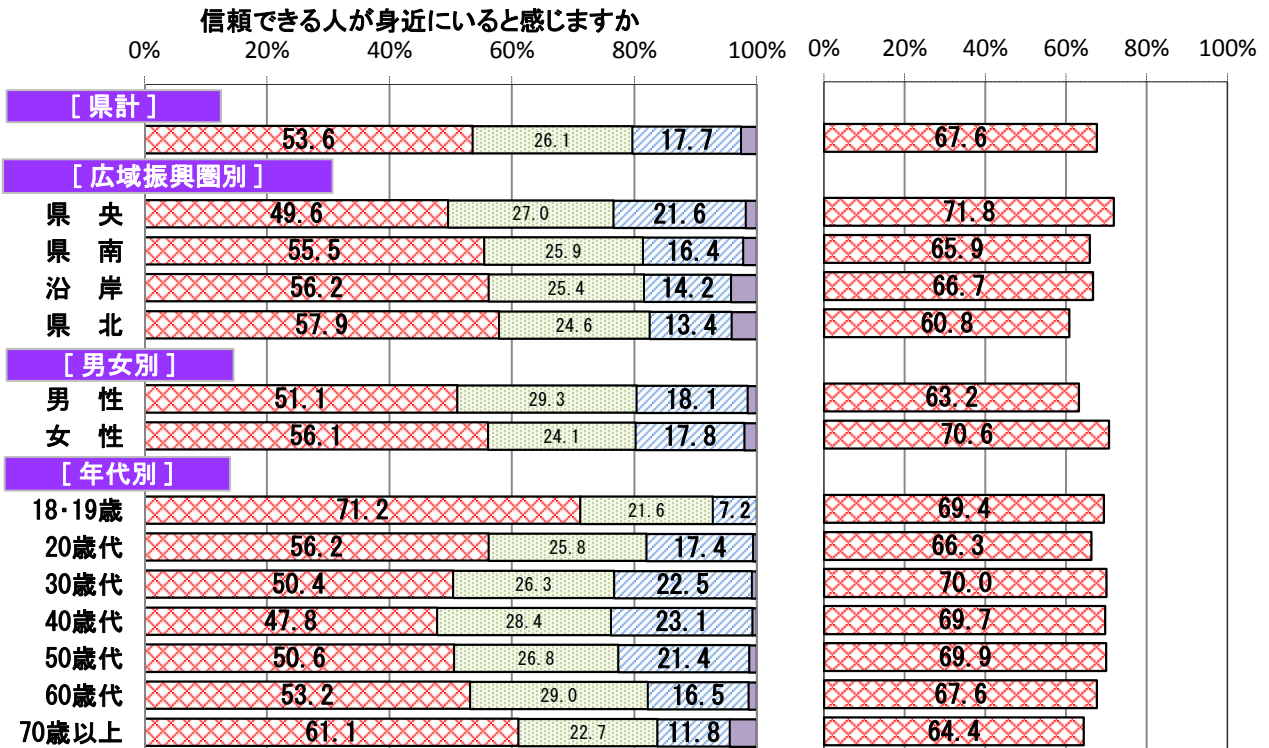 信頼できる人が身近にいると感じますか
0% 20% 40% 60% 80% 100% 0% 20% 40% 60% 80% 100%
[ 県計 ]
53.6 26.1 17.7 67.6
[ 広域振興圏別 ]
県 央 49.6 27.0 21.6 71.8
県 南 55.5 25.9 16.4 65.9
沿 岸 56.2 25.4 14.2 66.7
県 北 57.9 24.6 13.4 60.8
[ 男女別 ]
男 性 51.1 29.3 18.1 63.2
女 性 56.1 24.1 17.8 70.6
[ 年代別 ]
18・19歳 71.2 21.6 7.2 69.4
20歳代 56.2 25.8 17.4 66.3
30歳代 50.4 26.3 22.5 70.0
40歳代 47.8 28.4 23.1 69.7
50歳代 50.6 26.8 21.4 69.9
60歳代 53.2 29.0 16.5 67.6
70歳以上 61.1 22.7 11.8 64.4